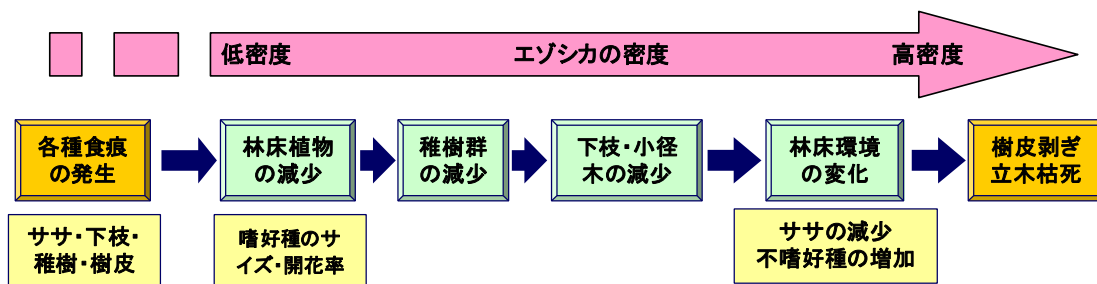 低密度 エゾシカの密度 高密度
各種食痕
の発生
林床植物
の減少
稚樹群
の減少
下枝・小径
木の減少
林床環境
の変化
樹皮剥ぎ
立木枯死
ササ・下枝・
稚樹・樹皮
嗜好種のサ
イズ・開花率
ササの減少
不嗜好種の増加